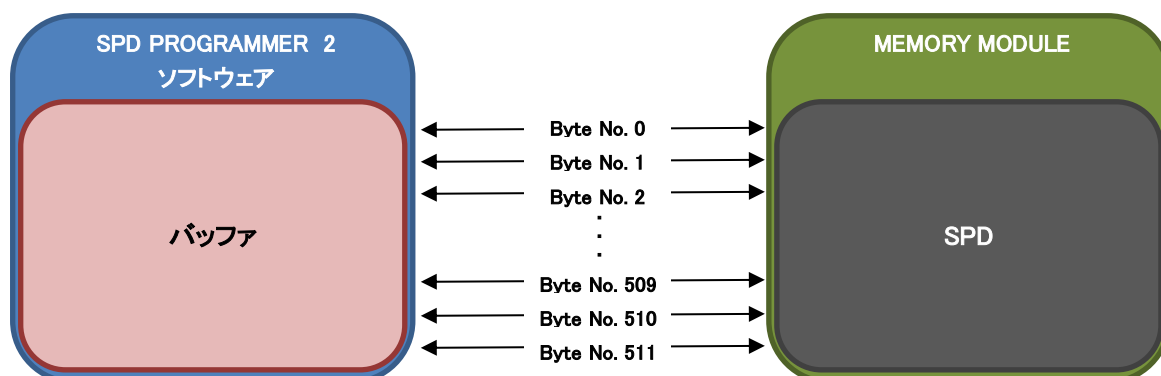 SPD PROGRAMMER 2
ソフトウェア
バッファ
Byte No. 0
Byte No. 1
Byte No. 2
・
・
・
Byte No. 509
Byte No. 510
Byte No. 511
MEMORY MODULE
SPD